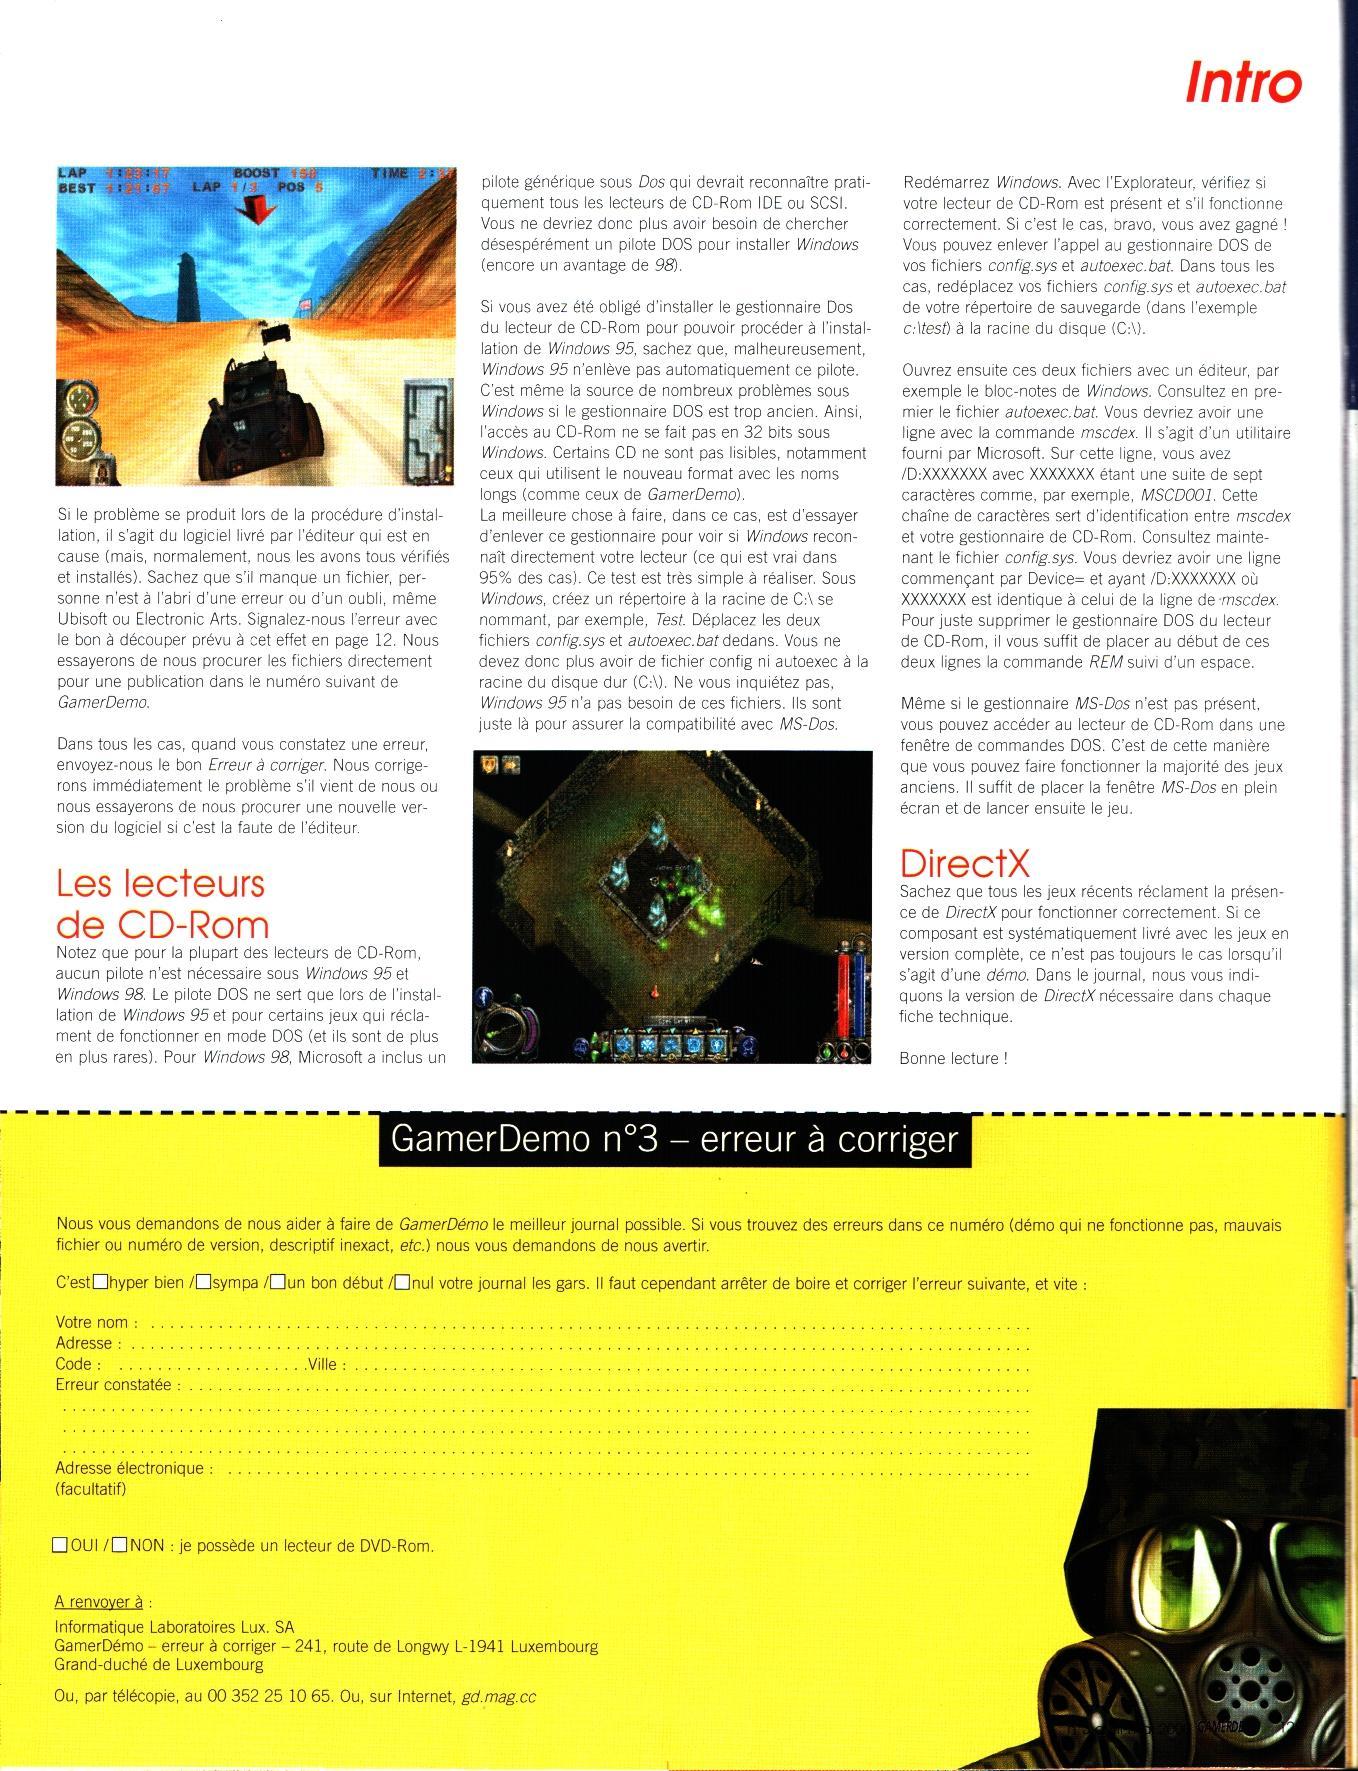 Intro
LAP 1:23:17 BOOST 158 TIME
BEST 1:21:67 LAP 1/3 POS 5
Si le problème se produit lors de la procédure d'instal-
lation, il s'agit du logiciel livré par l'éditeur qui est en
cause (mais, normalement, nous les avons tous vérifiés
et installés). Sachez que s'il manque un fichier, per-
sonne n'est à l'abri d'une erreur ou d'un oubli, même
Ubisoft ou Electronic Arts. Signalez-nous l'erreur avec
le bon à découper prévu à cet effet en page 12. Nous
essayerons de nous procurer les fichiers directement
pour une publication dans le numéro suivant de
GamerDemo.
Dans tous les cas, quand vous constatez une erreur,
envoyez-nous le bon Erreur à corriger. Nous corrige-
rons immédiatement le problème s'il vient de nous ou
nous essayerons de nous procurer une nouvelle ver-
sion du logiciel si c'est la faute de l'éditeur.
Les lecteurs
de CD-Rom
Notez que pour la plupart des lecteurs de CD-Rom,
aucun pilote n'est nécessaire sous Windows 95 et
Windows 98. Le pilote DOS ne sert que lors de l'instal-
lation de Windows 95 et pour certains jeux qui récla-
ment de fonctionner en mode DOS (et ils sont de plus
en plus rares). Pour Windows 98, Microsoft a inclus un
pilote générique sous Dos qui devrait reconnaître prati-
quement tous les lecteurs de CD-Rom IDE ou SCSI.
Vous ne devriez donc plus avoir besoin de chercher
désespérément un pilote DOS pour installer Windows
(encore un avantage de 98).
Si vous avez été obligé d'installer le gestionnaire Dos
du lecteur de CD-Rom pour pouvoir procéder à l'instal-
lation de Windows 95, sachez que, malheureusement,
Windows 95 n'enlève pas automatiquement ce pilote.
C'est même la source de nombreux problèmes sous
Windows si le gestionnaire DOS est trop ancien. Ainsi,
l'accès au CD-Rom ne se fait pas en 32 bits sous
Windows. Certains CD ne sont pas lisibles, notamment
ceux qui utilisent le nouveau format avec les noms
longs (comme ceux de GamerDemo).
La meilleure chose à faire, dans ce cas, est d'essayer
d'enlever ce gestionnaire pour voir si Windows recon-
naît directement votre lecteur (ce qui est vrai dans
95% des cas). Ce test est très simple à réaliser. Sous
Windows, créez un répertoire à la racine de C:\ se
nommant, par exemple, Test. Déplacez les deux
fichiers config.sys et autoexec.bat dedans. Vous ne
devez donc plus avoir de fichier config ni autoexec à la
racine du disque dur (C:\). Ne vous inquiétez pas,
Windows 95 n'a pas besoin de ces fichiers. Ils sont
juste là pour assurer la compatibilité avec MS-Dos.
Redémarrez Windows. Avec l'Explorateur, vérifiez si
votre lecteur de CD-Rom est présent et s'il fonctionne
correctement. Si c'est le cas, bravo, vous avez gagné !
Vous pouvez enlever l'appel au gestionnaire DOS de
vos fichiers config.sys et autoexec.bat. Dans tous les
cas, redéplacez vos fichiers config.sys et autoexec.bat
de votre répertoire de sauvegarde (dans l'exemple
c:\test) à la racine du disque (C:\).
Ouvrez ensuite ces deux fichiers avec un éditeur, par
exemple le bloc-notes de Windows. Consultez en pre-
mier le fichier autoexec.bat. Vous devriez avoir une
ligne avec la commande mscdex. Il s'agit d'un utilitaire
fourni par Microsoft. Sur cette ligne, vous avez
/D:XXXXXXX avec XXXXXXX étant une suite de sept
caractères comme, par exemple, MSCD001. Cette
chaîne de caractères sert d'identification entre mscdex
et votre gestionnaire de CD-Rom. Consultez mainte-
nant le fichier config.sys. Vous devriez avoir une ligne
commençant par Device= et ayant /D:XXXXXXX où
XXXXXXX est identique à celui de la ligne de mscdex.
Pour juste supprimer le gestionnaire DOS du lecteur
de CD-Rom, il vous suffit de placer au début de ces
deux lignes la commande REM suivi d'un espace.
Même si le gestionnaire MS-Dos n'est pas présent,
vous pouvez accéder au lecteur de CD-Rom dans une
fenêtre de commandes DOS. C'est de cette manière
que vous pouvez faire fonctionner la majorité des jeux
anciens. Il suffit de placer la fenêtre MS-Dos en plein
écran et de lancer ensuite le jeu.
DirectX
Sachez que tous les jeux récents réclament la présen-
ce de DirectX pour fonctionner correctement. Si ce
composant est systématiquement livré avec les jeux en
version complète, ce n'est pas toujours le cas lorsqu'il
s'agit d'une démo. Dans le journal, nous vous indi-
quons la version de DirectX nécessaire dans chaque
fiche technique.
Bonne lecture !
GamerDemo n°3 – erreur à corriger
Nous vous demandons de nous aider à faire de GamerDémo le meilleur journal possible. Si vous trouvez des erreurs dans ce numéro (démo qui ne fonctionne pas, mauvais
fichier ou numéro de version, descriptif inexact, etc.) nous vous demandons de nous avertir.
C'est □ hyper bien / □ sympa / □ un bon début / □ nul votre journal les gars. Il faut cependant arrêter de boire et corriger l'erreur suivante, et vite :
Votre nom :
Adresse :
Code : Ville :
Erreur constatée :
Adresse électronique :
(facultatif)
□ OUI / □ NON : je possède un lecteur de DVD-Rom.
A renvoyer à :
Informatique Laboratoires Lux. SA
GamerDémo – erreur à corriger – 241, route de Longwy L-1941 Luxembourg
Grand-duché de Luxembourg
Ou, par télécopie, au 00 352 25 10 65. Ou, sur Internet, gd.mag.cc